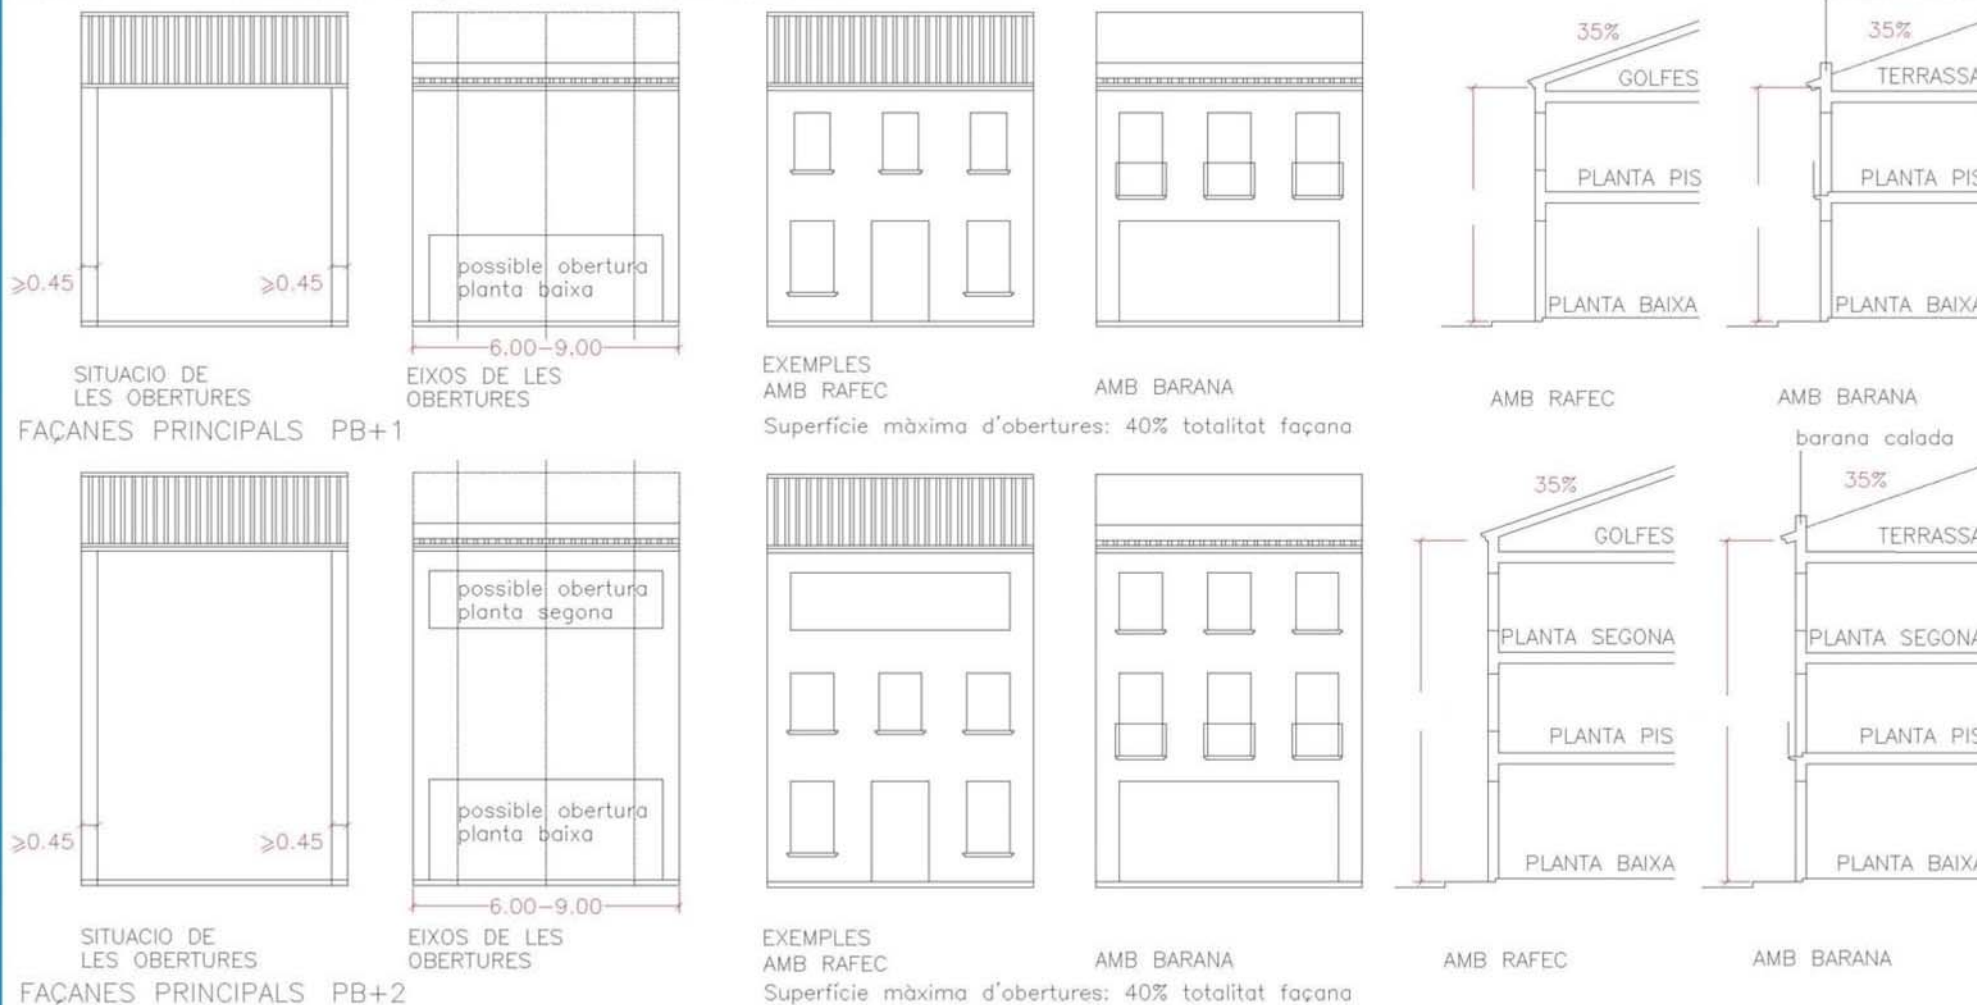 35%
35%
GOLFES
TERRASSA
PLANTA PIS
PLANTA PIS
possible obertura
planta baixa
≥0.45
≥0.45
PLANTA BAIXA
PLANTA BAIXA
6.00-9.00
SITUACIO DE
LES OBERTURES
EIXOS DE LES
OBERTURES
EXEMPLES
AMB RAFEC
AMB BARANA
AMB RAFEC
AMB BARANA
FAÇANES PRINCIPALS PB+1
Superfície màxima d'obertures: 40% totalitat façana
barana calada
35%
35%
GOLFES
TERRASSA
possible obertura
planta segona
PLANTA SEGONA
PLANTA SEGONA
PLANTA PIS
PLANTA PIS
possible obertura
planta baixa
≥0.45
≥0.45
PLANTA BAIXA
PLANTA BAIXA
6.00-9.00
SITUACIO DE
LES OBERTURES
EIXOS DE LES
OBERTURES
EXEMPLES
AMB RAFEC
AMB BARANA
AMB RAFEC
AMB BARANA
FAÇANES PRINCIPALS PB+2
Superfície màxima d'obertures: 40% totalitat façana